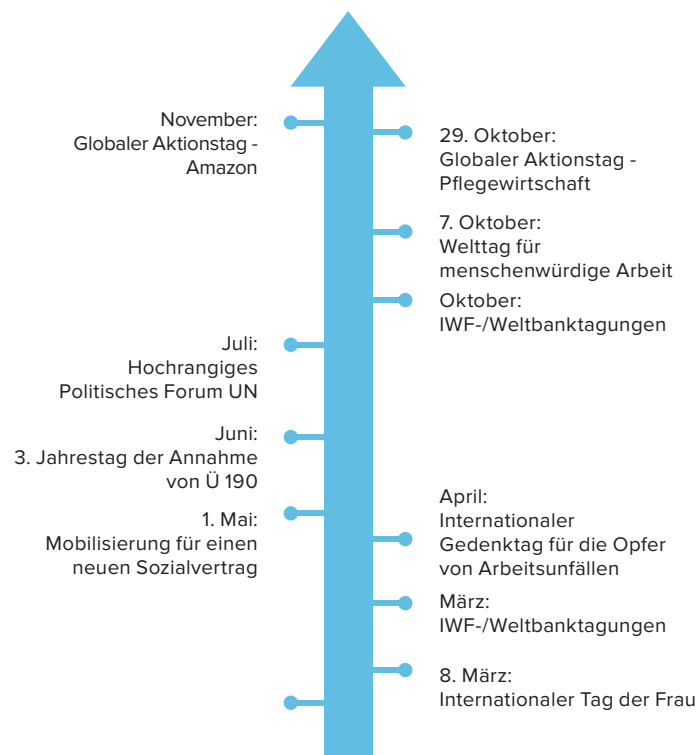 November:
Globaler Aktionstag -
Amazon
29. Oktober:
Globaler Aktionstag -
Pflegewirtschaft
7. Oktober:
Welttag für
menschenwürdige Arbeit
Oktober:
IWF-/Weltbanktagungen
Juli:
Hochrangiges
Politisches Forum UN
Juni:
3. Jahrestag der Annahme
von Ü 190
1. Mai:
Mobilisierung für einen
neuen Sozialvertrag
April:
Internationaler
Gedenktag für die Opfer
von Arbeitsunfällen
März:
IWF-/Weltbanktagungen
8. März:
Internationaler Tag der Frau